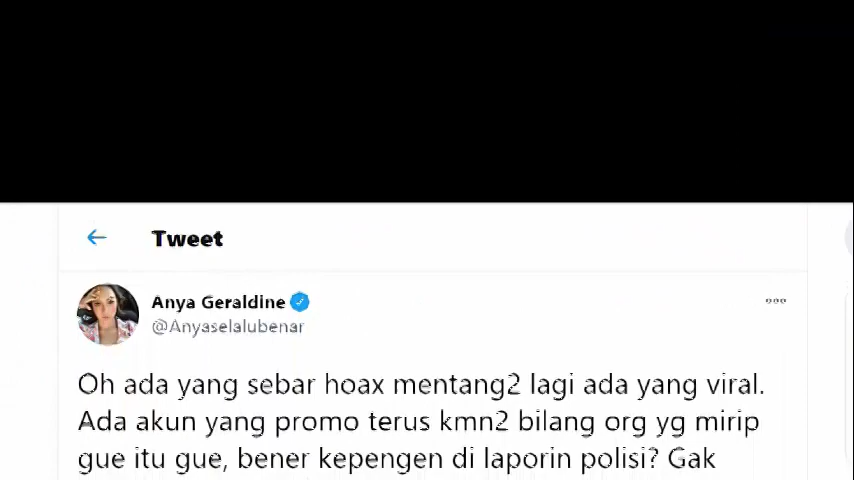 Tweet
Anya Geraldine
@Anyaselalubenar
Oh ada yang sebar hoax mentang2 lagi ada yang viral.
Ada akun yang promo terus kmn2 bilang org yg mirip
gue itu gue, bener kepengen di laporin polisi? Gak